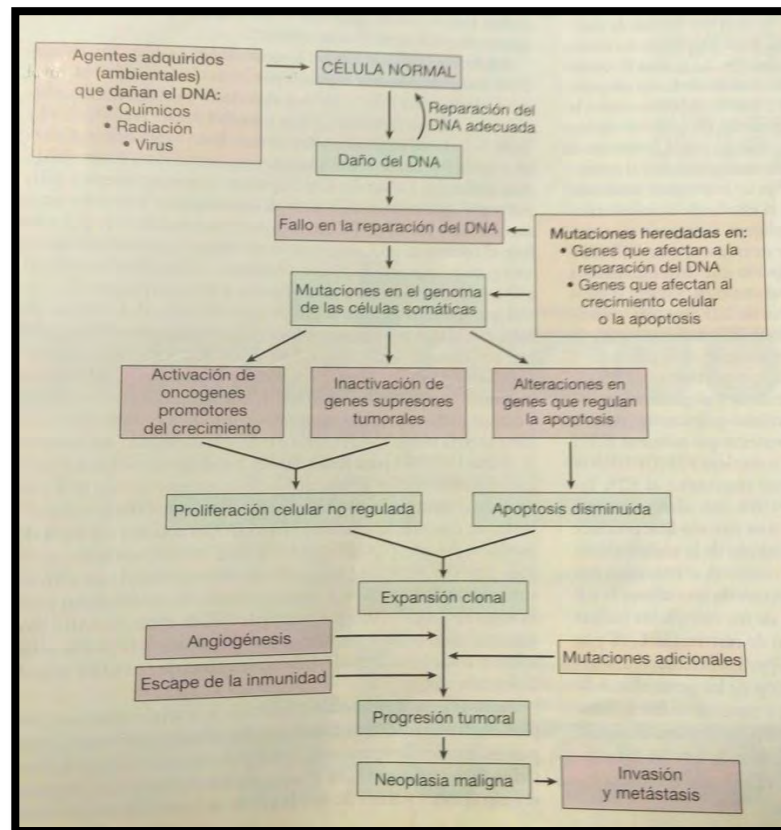 Agentes adquiridos
(ambientales)
que dañan el DNA:
• Químicos
• Radiación
• Virus
CÉLULA NORMAL
Reparación del
DNA adecuada
Daño del DNA
Fallo en la reparación del DNA
Mutaciones heredadas en:
• Genes que afectan a la
reparación del DNA
• Genes que afectan al
crecimiento celular
o la apoptosis
Mutaciones en el genoma
de las células somáticas
Activación de
oncogenes
promotores
del crecimiento
Inactivación de
genes supresores
tumorales
Alteraciones en
genes que regulan
la apoptosis
Proliferación celular no regulada
Apoptosis disminuida
Expansión clonal
Angiogénesis
Mutaciones adicionales
Escape de la inmunidad
Progresión tumoral
Neoplasia maligna
Invasión
y metástasis